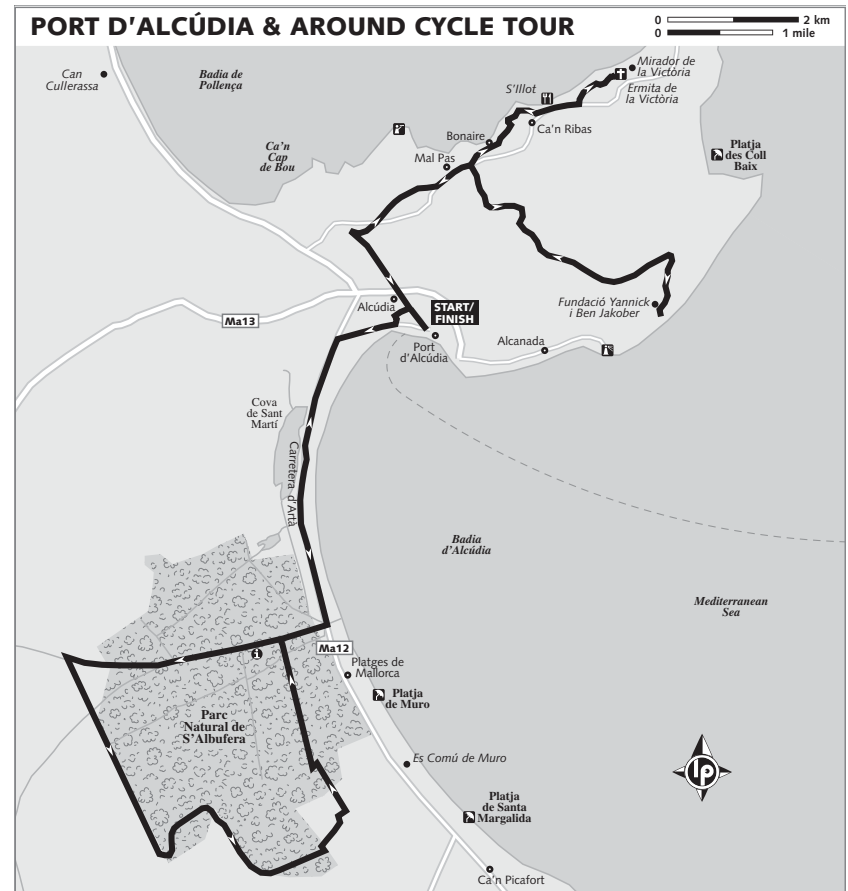 PORT D'ALCÚDIA & AROUND CYCLE TOUR
0 2 km
0 1 mile
Can
Cullerassa
Badia de
Pollença
Mirador de
la Victòria
S'Illot
Ermita de
la Victòria
Ca'n Ribas
Bonaire
Ca'n
Cap
de Bou
Mal Pas
Platja
des Coll
Baix
Fundació Yannick
i Ben Jakober
Alcúdia
START/
FINISH
Ma13
Port
d'Alcúdia
Alcanada
Cova
de Sant
Martí
Carretera d'Artà
Badia
d'Alcúdia
Mediterranean
Sea
Ma12
i
Platges de
Mallorca
Platja
de Muro
Parc
Natural de
S'Albufera
Es Comú de Muro
lp
Platja
de Santa
Margalida
Ca'n Picafort